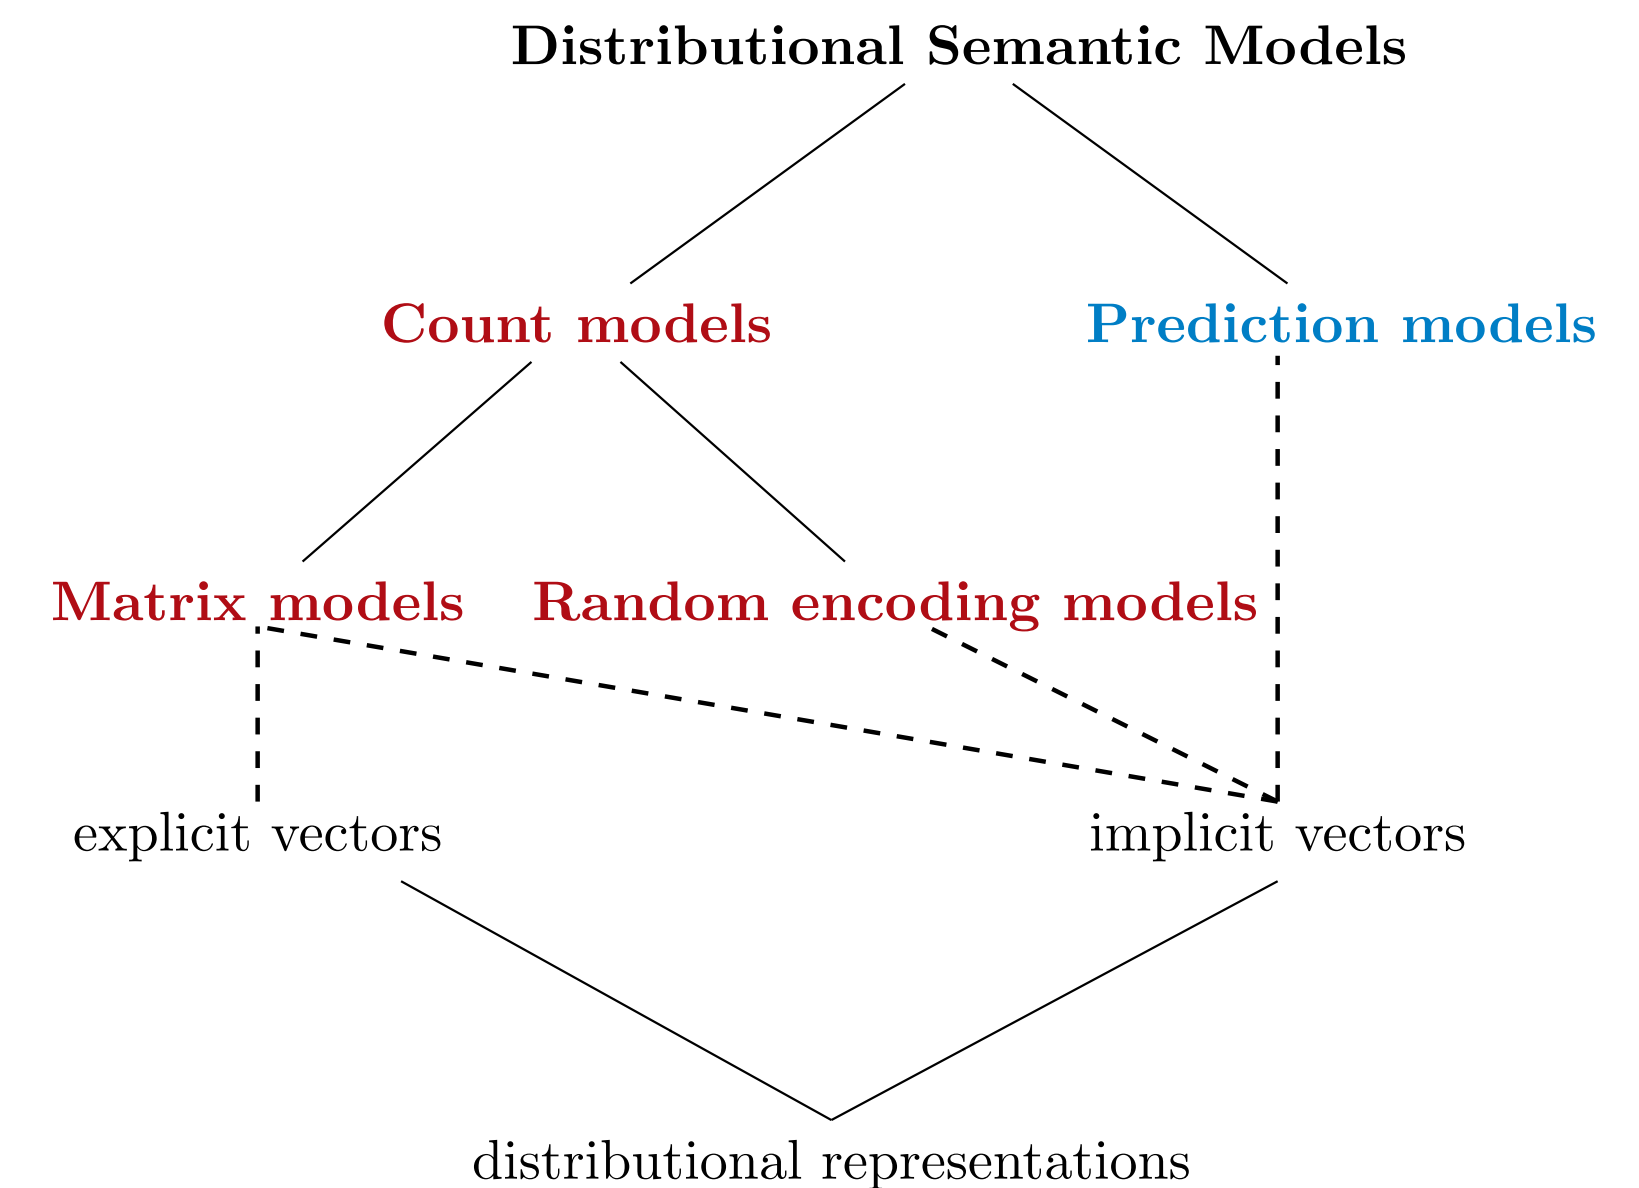 Distributional Semantic Models
Count models
Prediction models
Matrix models
Random encoding models
explicit vectors
implicit vectors
distributional representations